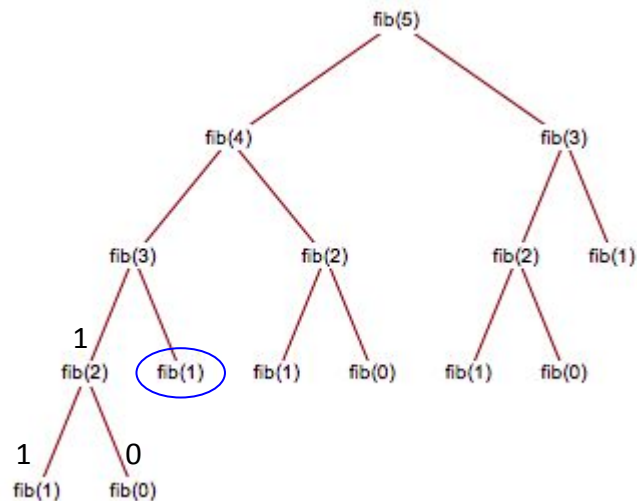 fib(5)
fib(4) fib(3)
fib(3) fib(2) fib(2) fib(1)
1
fib(2) fib(1) fib(1) fib(0) fib(1) fib(0)
1 0
fib(1) fib(0)